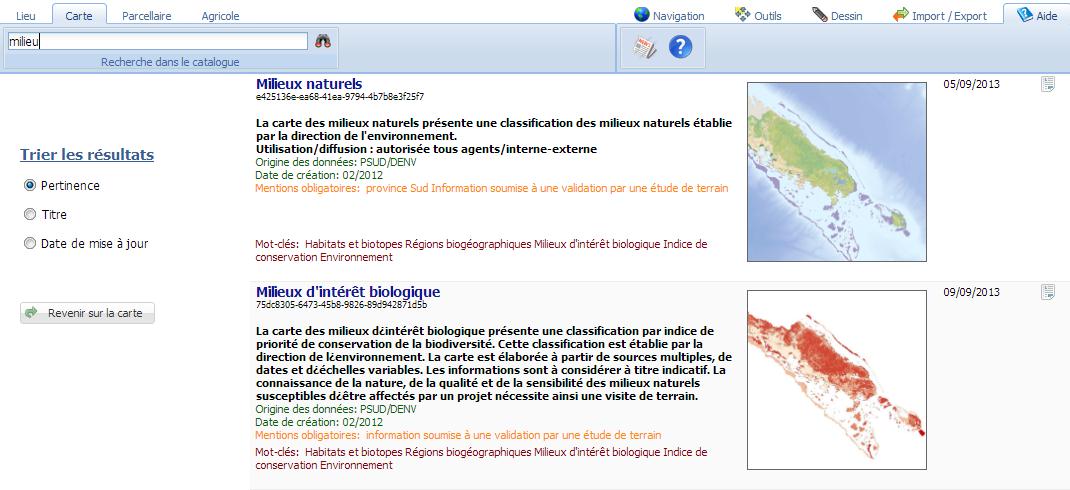 Lieu
Carte
Parcellaire
Agricole
Navigation
Outils
Dessin
Import / Export
Aide
milieu
Recherche dans le catalogue
Trier les résultats
Pertinence
Titre
Date de mise à jour
Revenir sur la carte
Milieux naturels
e425136e-ea68-41ea-9794-4b7b8e3f25f7
La carte des milieux naturels présente une classification des milieux naturels établie
par la direction de l'environnement.
Utilisation/diffusion : autorisée tous agents/interne-externe
Origine des données: PSUD/DENV
Date de création: 02/2012
Mentions obligatoires: province Sud Information soumise à une validation par une étude de terrain
Mot-clés: Habitats et biotopes Régions biogéographiques Milieux d'intérêt biologique Indice de
conservation Environnement
05/09/2013
Milieux d'intérêt biologique
75dc8305-6473-45b8-9826-89d942871d5b
La carte des milieux d¿intérêt biologique présente une classification par indice de
priorité de conservation de la biodiversité. Cette classification est établie par la
direction de l¿environnement. La carte est élaborée à partir de sources multiples, de
dates et d¿échelles variables. Les informations sont à considérer à titre indicatif. La
connaissance de la nature, de la qualité et de la sensibilité des milieux naturels
susceptibles d¿être affectés par un projet nécessite ainsi une visite de terrain.
Origine des données: PSUD/DENV
Date de création: 02/2012
Mentions obligatoires: information soumise à une validation par une étude de terrain
Mot-clés: Habitats et biotopes Régions biogéographiques Milieux d'intérêt biologique Indice de
conservation Environnement
09/09/2013